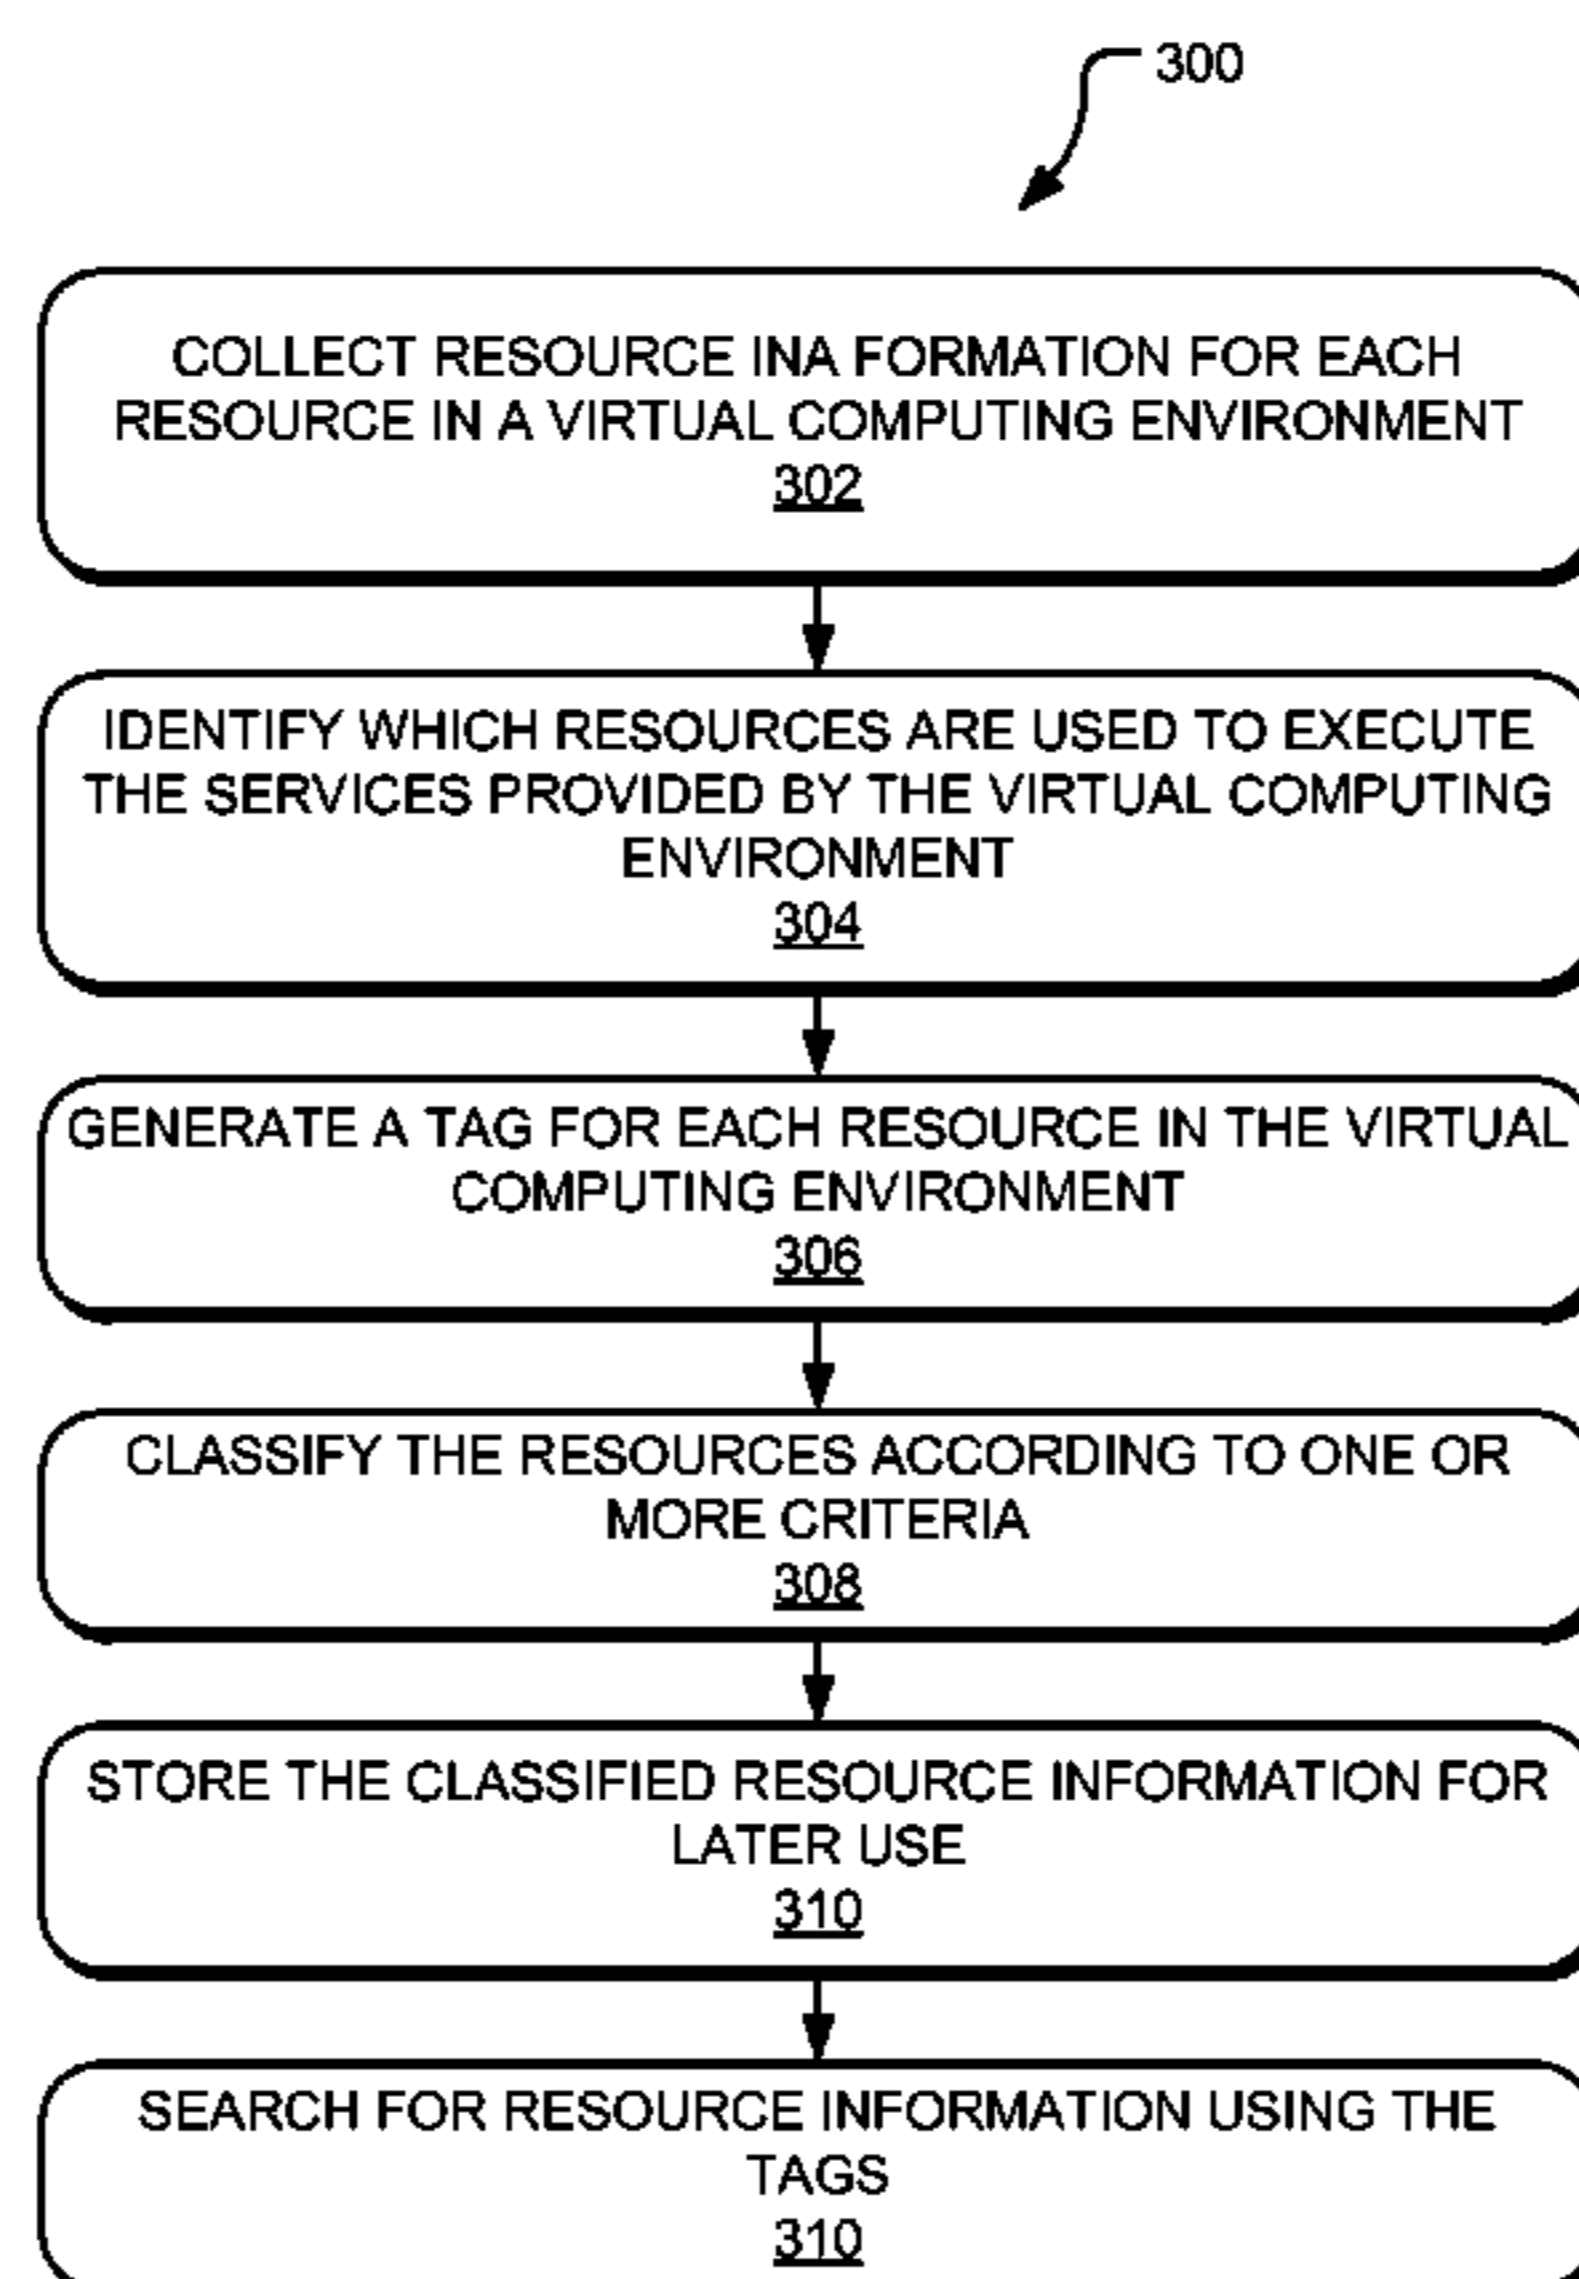 300
COLLECT RESOURCE INA FORMATION FOR EACH
RESOURCE IN A VIRTUAL COMPUTING ENVIRONMENT
302
IDENTIFY WHICH RESOURCES ARE USED TO EXECUTE
THE SERVICES PROVIDED BY THE VIRTUAL COMPUTING
ENVIRONMENT
304
GENERATE A TAG FOR EACH RESOURCE IN THE VIRTUAL
COMPUTING ENVIRONMENT
306
CLASSIFY THE RESOURCES ACCORDING TO ONE OR
MORE CRITERIA
308
STORE THE CLASSIFIED RESOURCE INFORMATION FOR
LATER USE
310
SEARCH FOR RESOURCE INFORMATION USING THE
TAGS
310